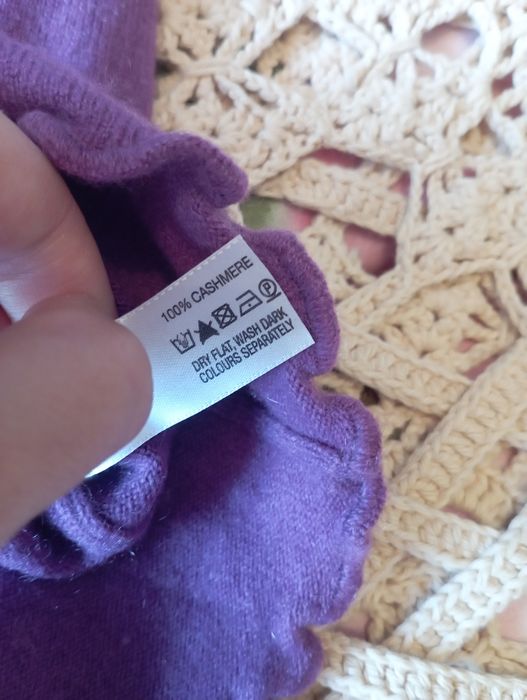 100% CASHMERE
P
DRY FLAT, WASH DARK
COLOURS SEPARATELY